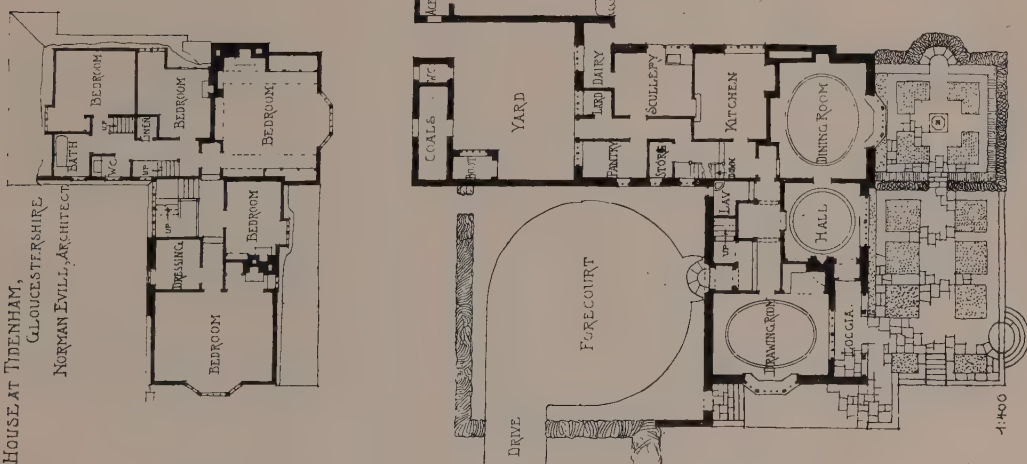 HOUSE AT TIDENHAM,
GLOUCESTERSHIRE
NORMAN EVILL, ARCHITECT
BEDROOM
BEDROOM
BEDROOM
BATH
UP
LINEN
W.C.
UP
UP
BEDROOM
DRESSING
BEDROOM
W.C.
COALS
YARD
DAIRY
LARD
SCULLERY
KITCHEN
DINING ROOM
PANTRY
STORE
LAV
HALL
UP
FORECOURT
DRAWING ROOM
LOGGIA
DRIVE
1:400